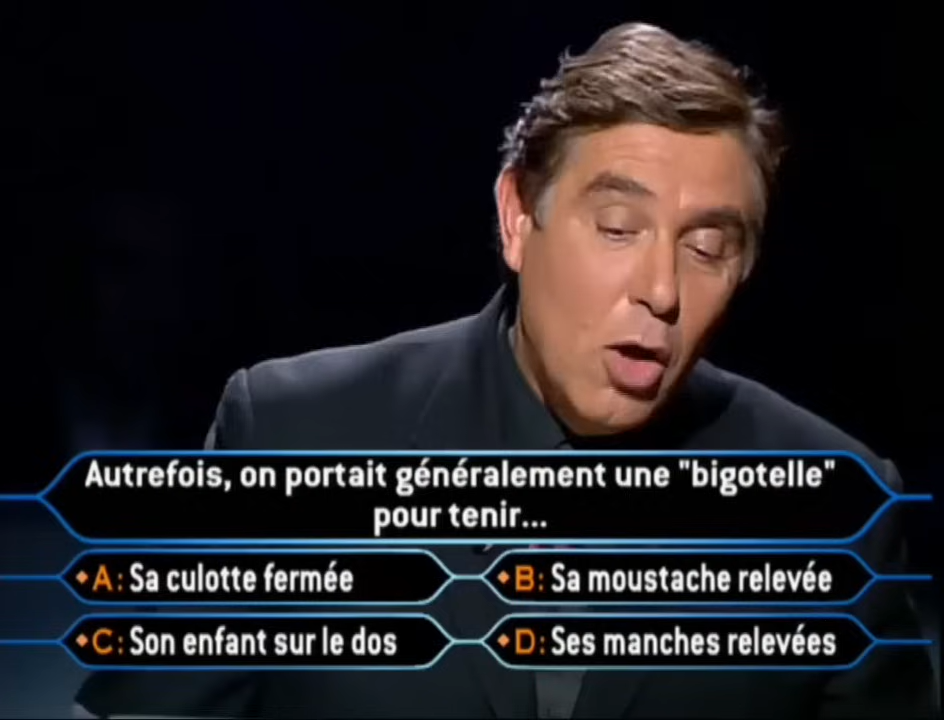 Autrefois, on portait généralement une "bigotelle"
pour tenir...
A: Sa culotte fermée
B: Sa moustache relevée
C: Son enfant sur le dos
D: Ses manches relevées